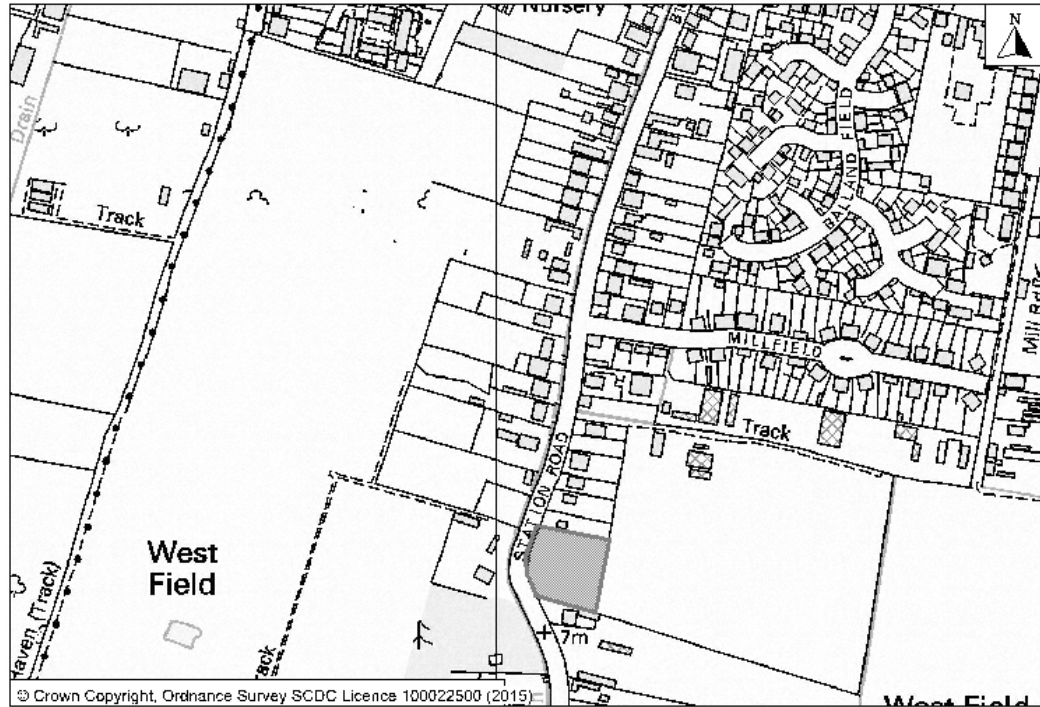 Nursery
N
Drain
BALLAND FIELD
Track
Mill Rd
MILLFIELD
Track
STATION ROAD
West
Field
Haven (Track)
7m
West Field
© Crown Copyright, Ordnance Survey SCDC Licence 100022500 (2015)